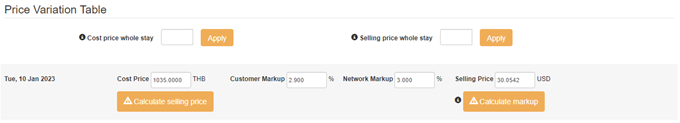 Price Variation Table
Cost price whole stay Apply Selling price whole stay Apply
Tue, 10 Jan 2023 Cost Price 1035.0000 THB Customer Markup 2.900 % Network Markup 3.000 % Selling Price 30.0542 USD
Calculate selling price Calculate markup